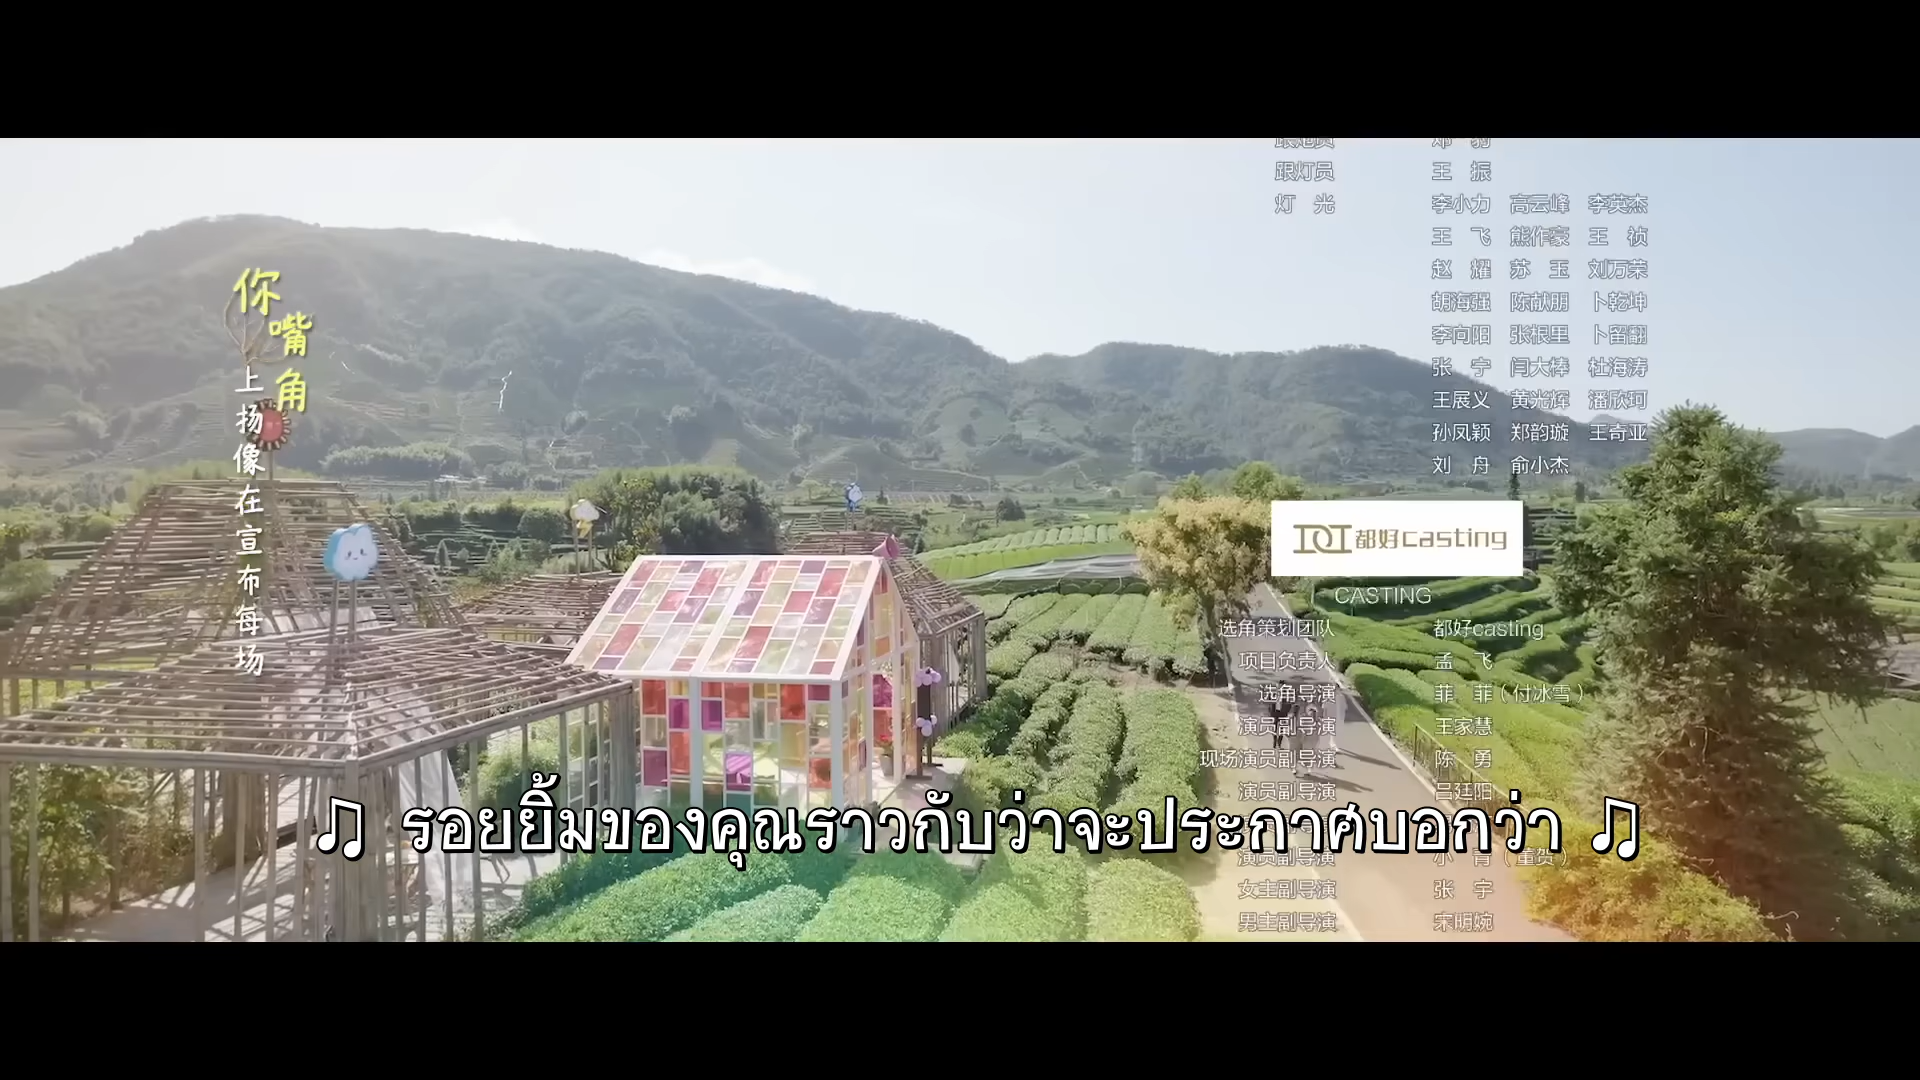 你嘴角
上扬像在宣布每场
跟灯员 王 振
灯 光 李小力 高云峰 李英杰
王 飞 熊作豪 王 祯
赵 耀 苏 玉 刘万荣
胡海强 陈献朋 卜乾坤
李向阳 张根里 卜留翻
张 宁 闫大棒 杜海涛
王展义 黄光辉 潘欣珂
孙凤颖 郑韵璇 王奇亚
刘 舟 俞小杰
都好casting
CASTING
选角策划团队 都好casting
项目负责人 孟 飞
选角导演 菲 菲（付冰雪）
演员副导演 王家慧
现场演员副导演 陈 勇
演员副导演 吕廷阳
♫ รอยยิ้มของคุณราวกับว่าจะประกาศบอกว่า ♫
演员副导演 小 青（董贺）
女主副导演 张 宇
男主副导演 宋明婉